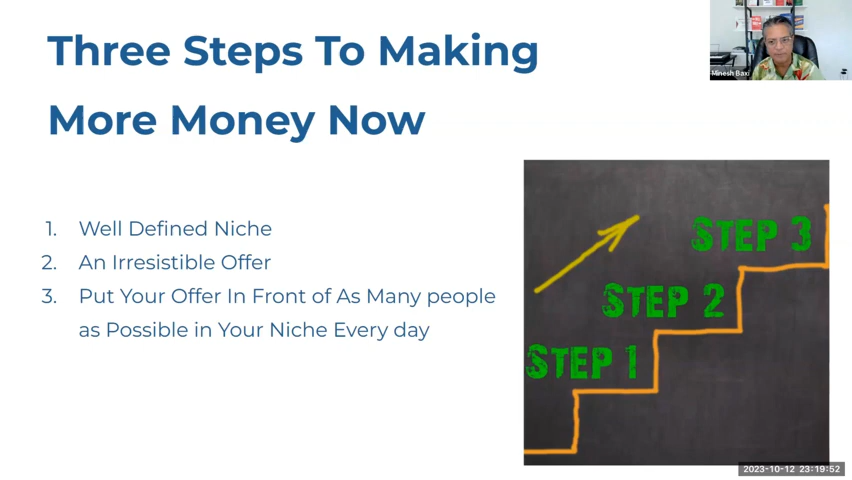 Three Steps To Making
More Money Now
1. Well Defined Niche
2. An Irresistible Offer
3. Put Your Offer In Front of As Many people
as Possible in Your Niche Every day
STEP 3
STEP 2
STEP 1
Minesh Baxi
2023-10-12 23:19:52